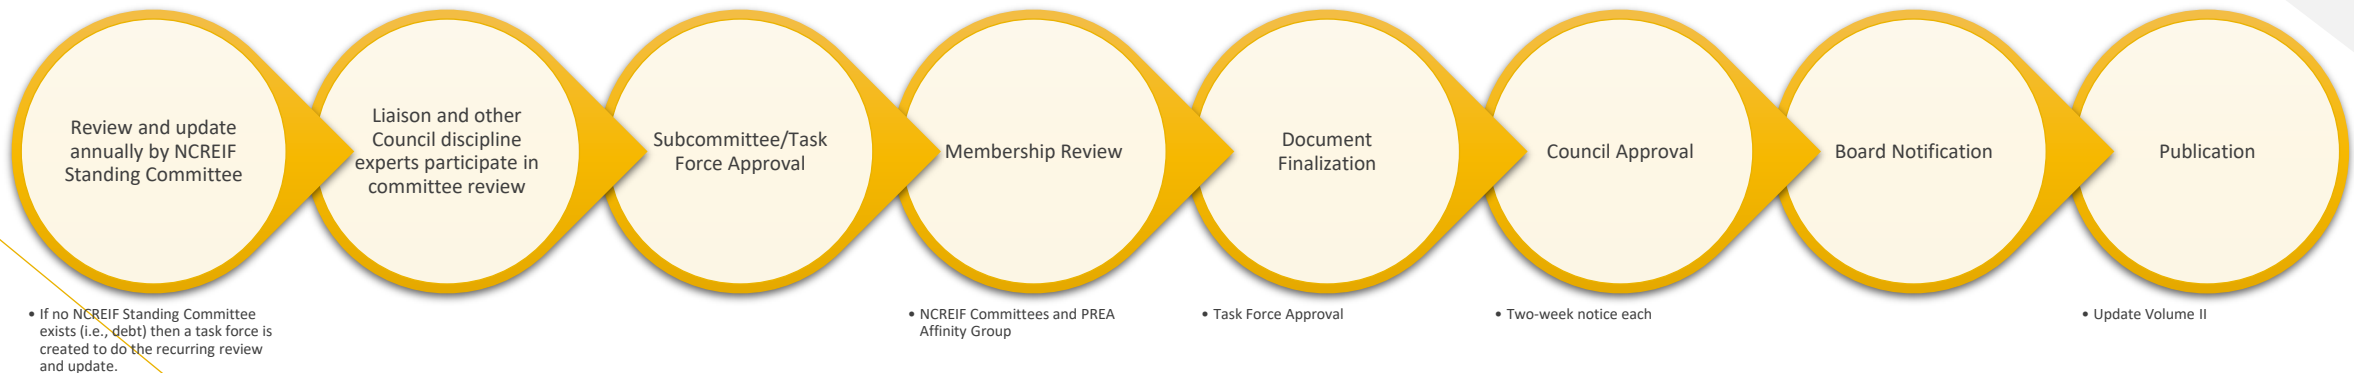 Review and update
annually by NCREIF
Standing Committee
Liaison and other
Council discipline
experts participate in
committee review
Subcommittee/Task
Force Approval
Membership Review
Document
Finalization
Council Approval
Board Notification
Publication
• If no NCREIF Standing Committee
exists (i.e., debt) then a task force is
created to do the recurring review
and update.
• NCREIF Committees and PREA
Affinity Group
• Task Force Approval
• Two-week notice each
• Update Volume II